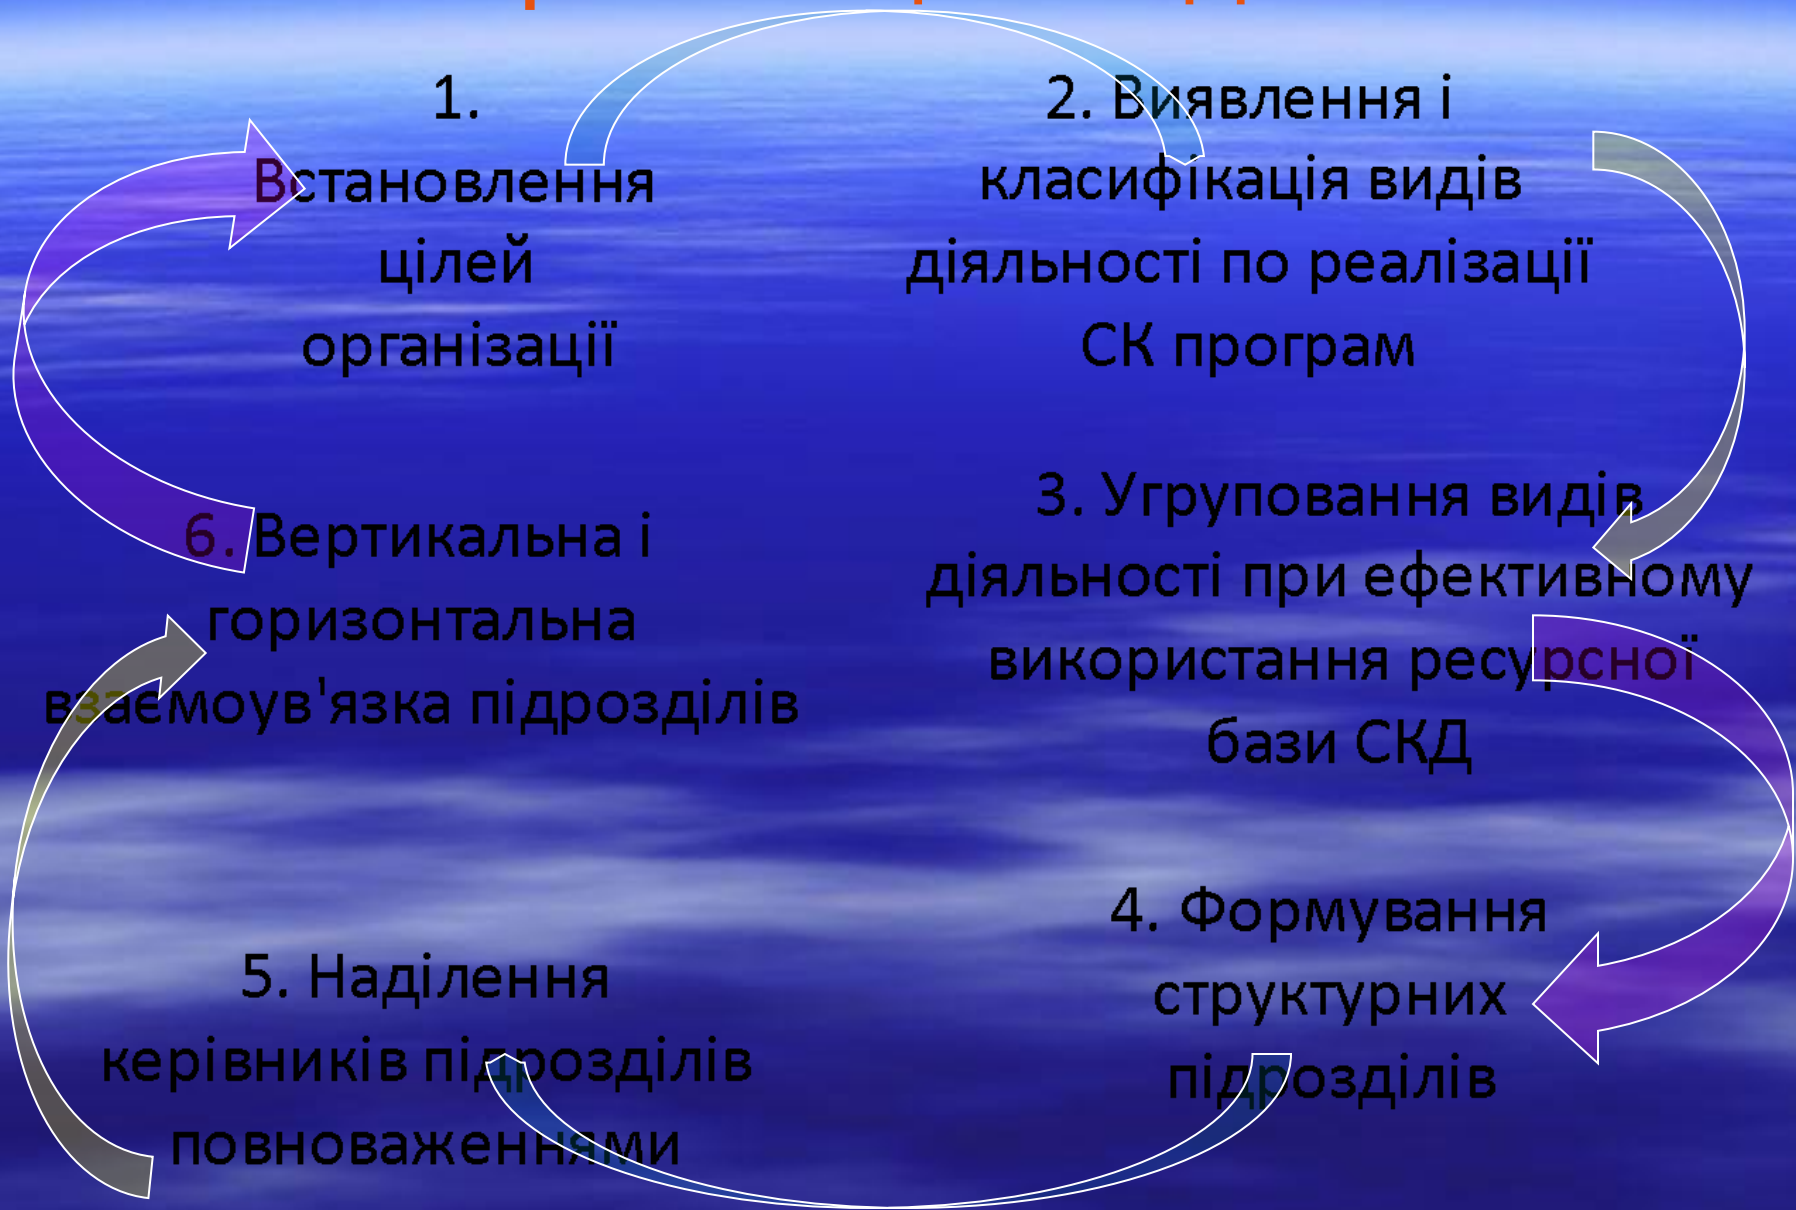 1.
Встановлення
цілей
організації
2. Виявлення і
класифікація видів
діяльності по реалізації
СК програм
3. Угруповання видів
діяльності при ефективному
використання ресурсної
бази СКД
4. Формування
структурних
підрозділів
5. Наділення
керівників підрозділів
повноваженнями
6. Вертикальна і
горизонтальна
взаємоув'язка підрозділів